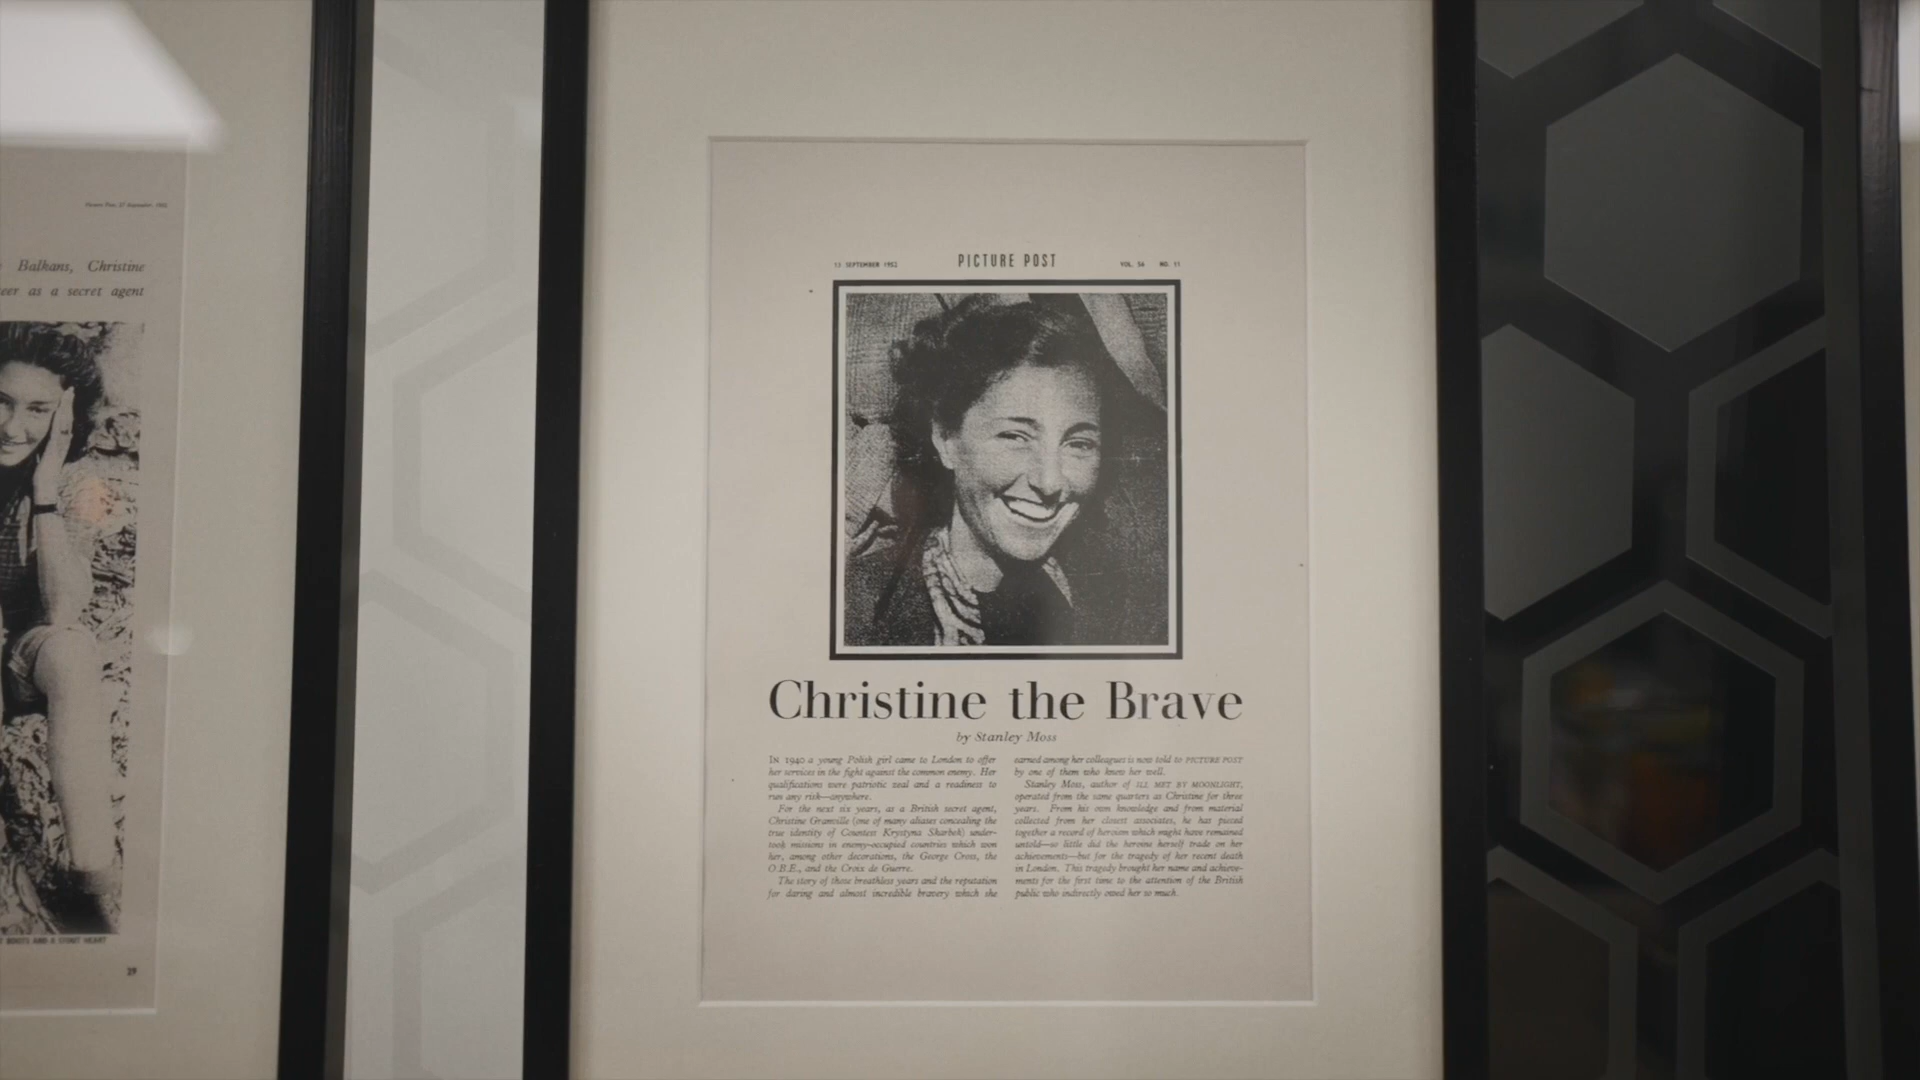 Picture Post, 27 September, 1952
Balkans, Christine
as a secret agent
BOOTS AND A STOUT HEART
39
13 SEPTEMBER 1952
PICTURE POST
VOL. 56 NO. 11
Christine the Brave
by Stanley Moss
IN 1940 a young Polish girl came to London to offer
her services in the fight against the common enemy. Her
qualifications were patriotic zeal and a readiness to
run any risk—anywhere.
For the next six years, as a British secret agent,
Christine Granville (one of many aliases concealing the
true identity of Countess Krystyna Skarbek) under-
took missions in enemy-occupied countries which won
her, among other decorations, the George Cross, the
O.B.E., and the Croix de Guerre.
The story of those breathless years and the reputation
for daring and almost incredible bravery which she
earned among her colleagues is now told to PICTURE POST
by one of them who knew her well.
Stanley Moss, author of ILL MET BY MOONLIGHT,
operated from the same quarters as Christine for three
years. From his own knowledge and from material
collected from her closest associates, he has pieced
together a record of heroism which might have remained
untold—so little did the heroine herself trade on her
achievements—but for the tragedy of her recent death
in London. This tragedy brought her name and achieve-
ments for the first time to the attention of the British
public who indirectly owed her so much.